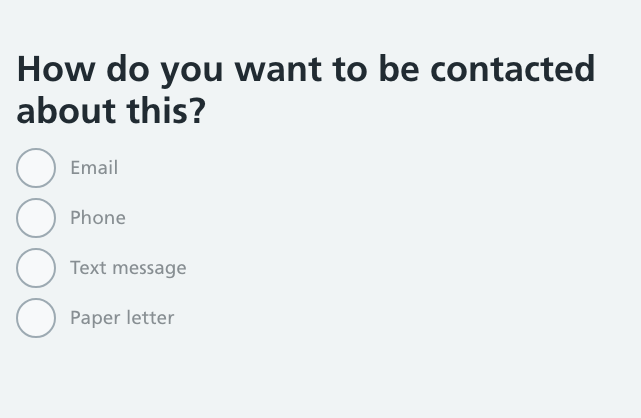 How do you want to be contacted
about this?
Email
Phone
Text message
Paper letter